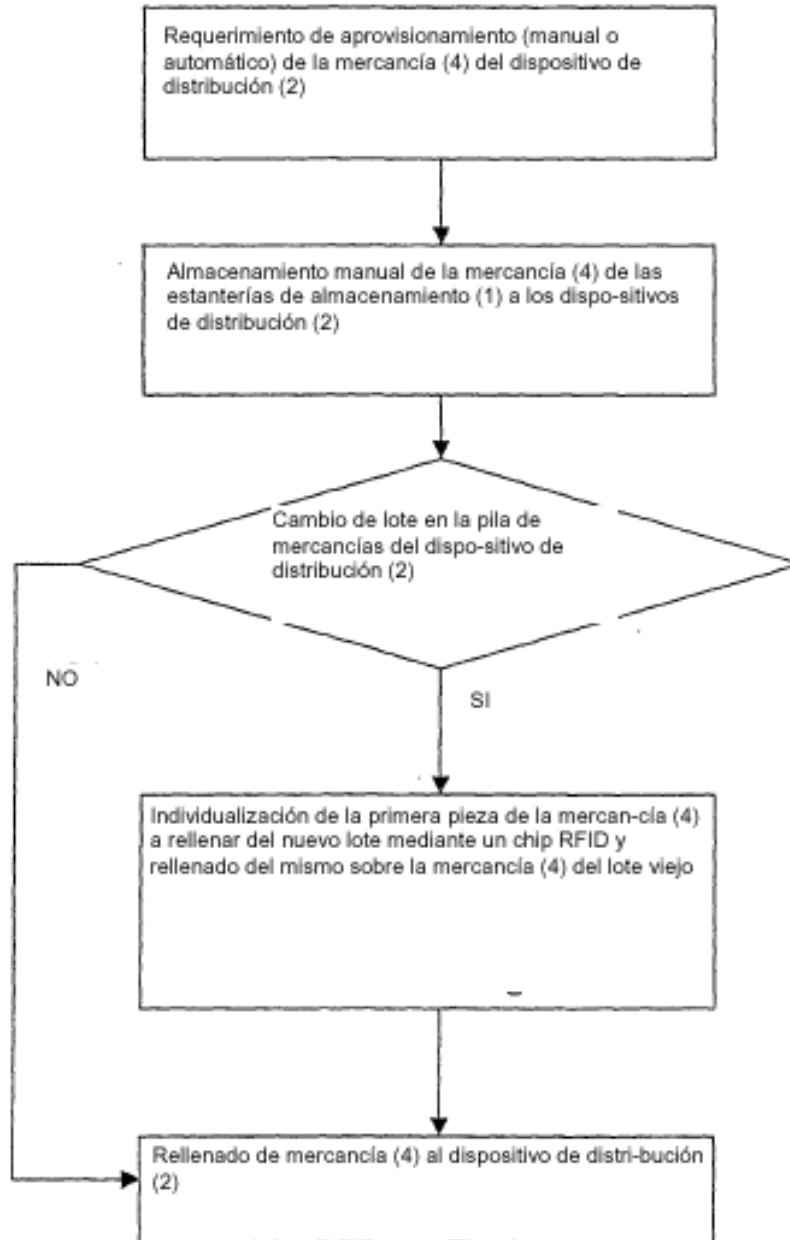 Requerimiento de aprovisionamiento (manual o
automático) de la mercancía (4) del dispositivo de
distribución (2)
Almacenamiento manual de la mercancía (4) de las
estanterías de almacenamiento (1) a los dispo-sitivos
de distribución (2)
Cambio de lote en la pila de
mercancías del dispo-sitivo de
distribución (2)
NO
SI
Individualización de la primera pieza de la mercan-cía (4)
a rellenar del nuevo lote mediante un chip RFID y
rellenado del mismo sobre la mercancía (4) del lote viejo
Rellenado de mercancía (4) al dispositivo de distri-bución
(2)